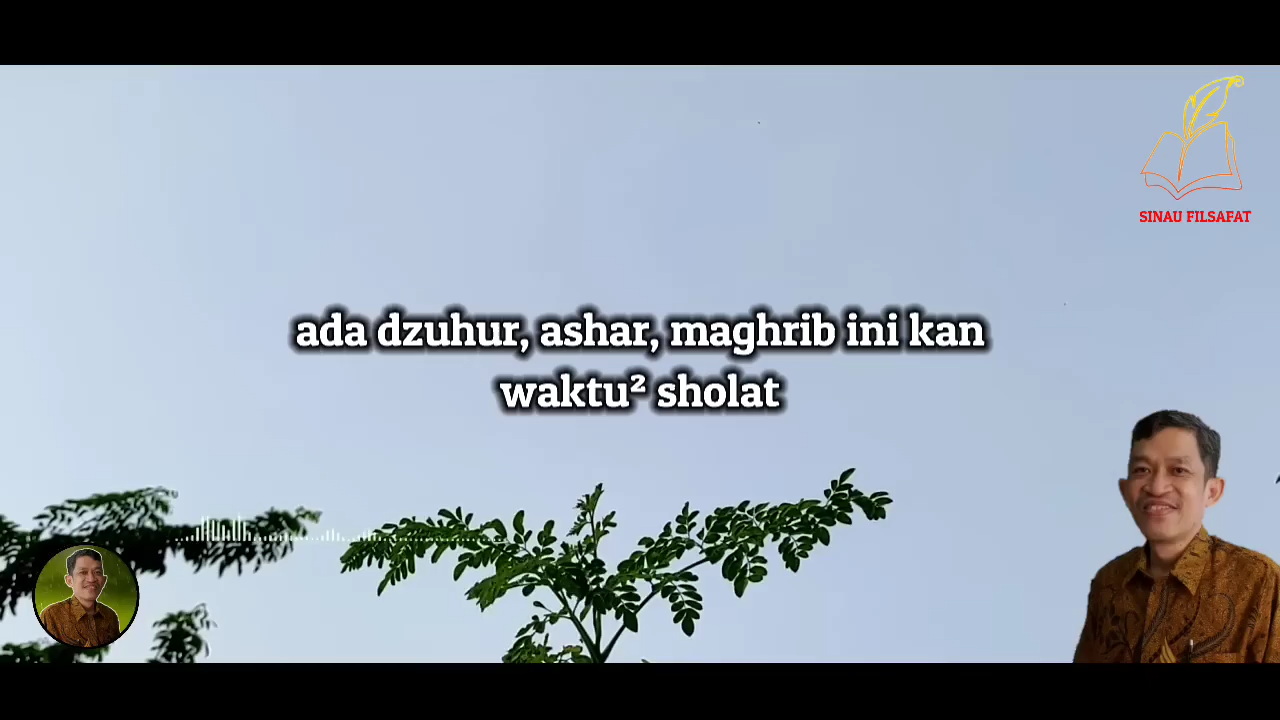 SINAU FILSAFAT
ada dzuhur, ashar, maghrib ini kan
waktu² sholat